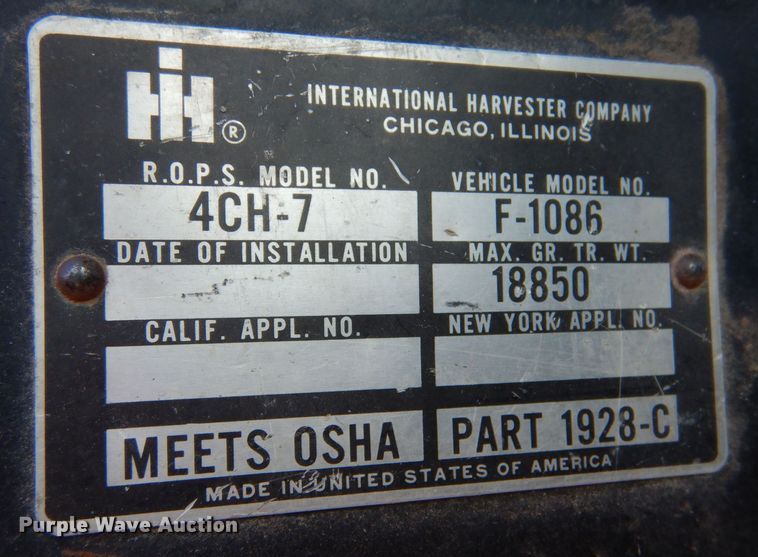 IH ®
INTERNATIONAL HARVESTER COMPANY
CHICAGO, ILLINOIS
R.O.P.S. MODEL NO. VEHICLE MODEL NO.
4CH-7 F-1086
DATE OF INSTALLATION MAX. GR. TR. WT.
18850
CALIF. APPL. NO. NEW YORK APPL. NO.
MEETS OSHA PART 1928-C
MADE IN UNITED STATES OF AMERICA
Purple Wave Auction